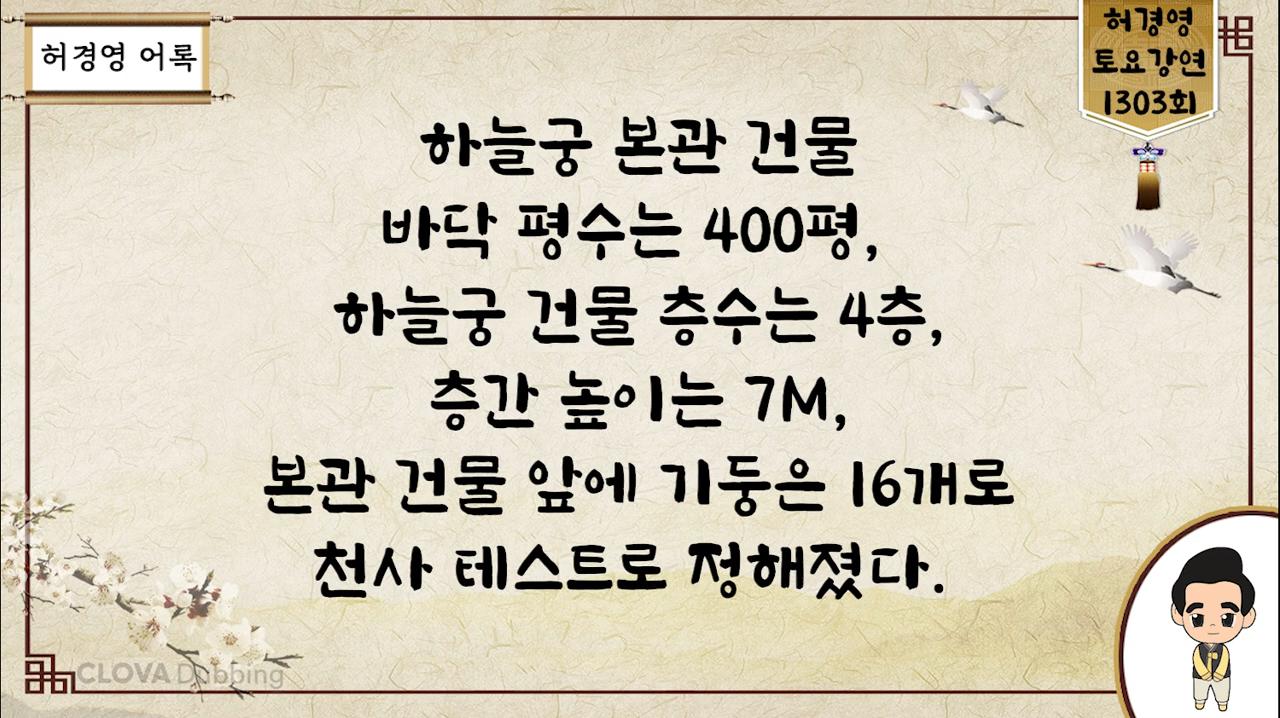 허경영 어록
허경영
토요강연
1303회
하늘궁 본관 건물
바닥 평수는 400평,
하늘궁 건물 층수는 4층,
층간 높이는 7M,
본관 건물 앞에 기둥은 16개로
천사 테스트로 정해졌다.
CLOVA Dubbing